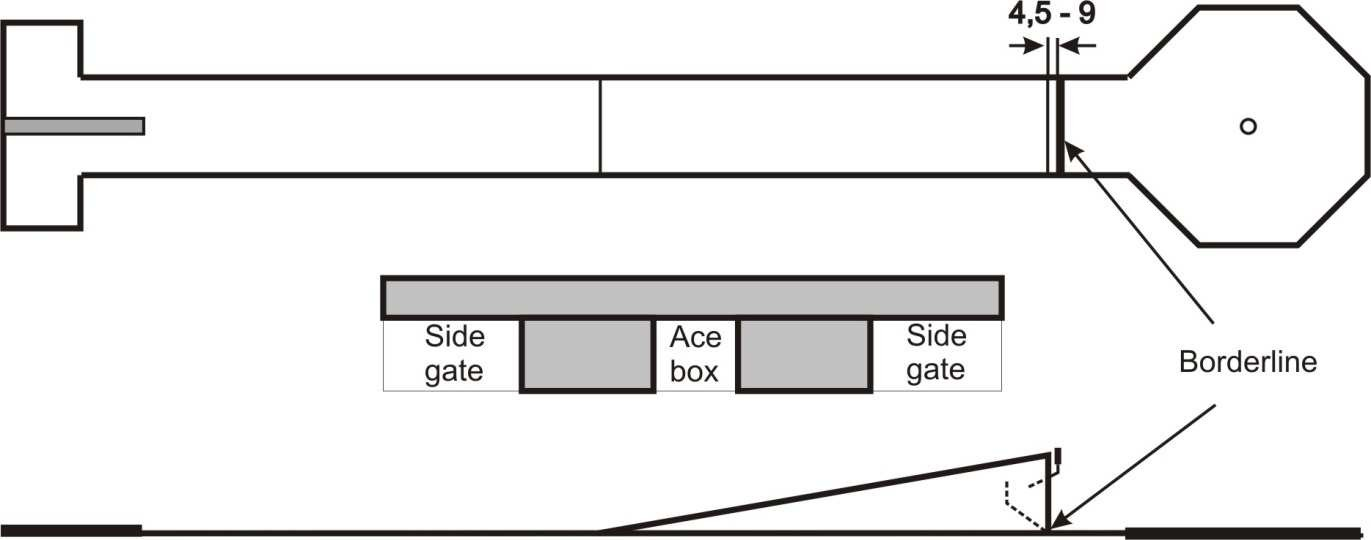 4,5 - 9
Side
gate
Ace
box
Side
gate
Borderline